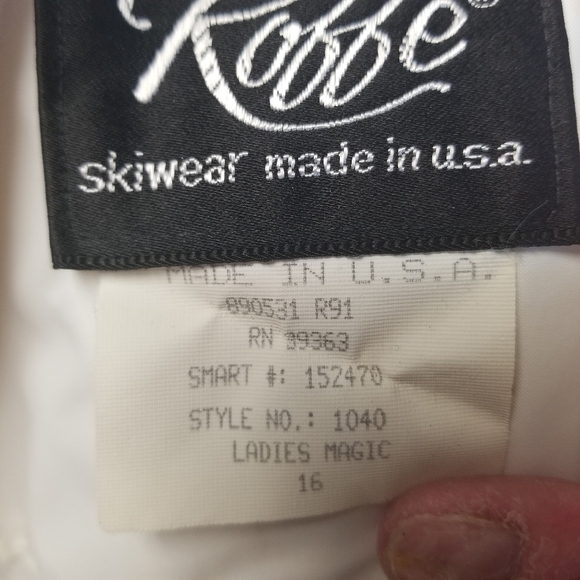 Roffe®
skiwear made in u.s.a.
MADE IN U.S.A.
890531 R91
RN 39363
SMART #: 152470
STYLE NO.: 1040
LADIES MAGIC
16